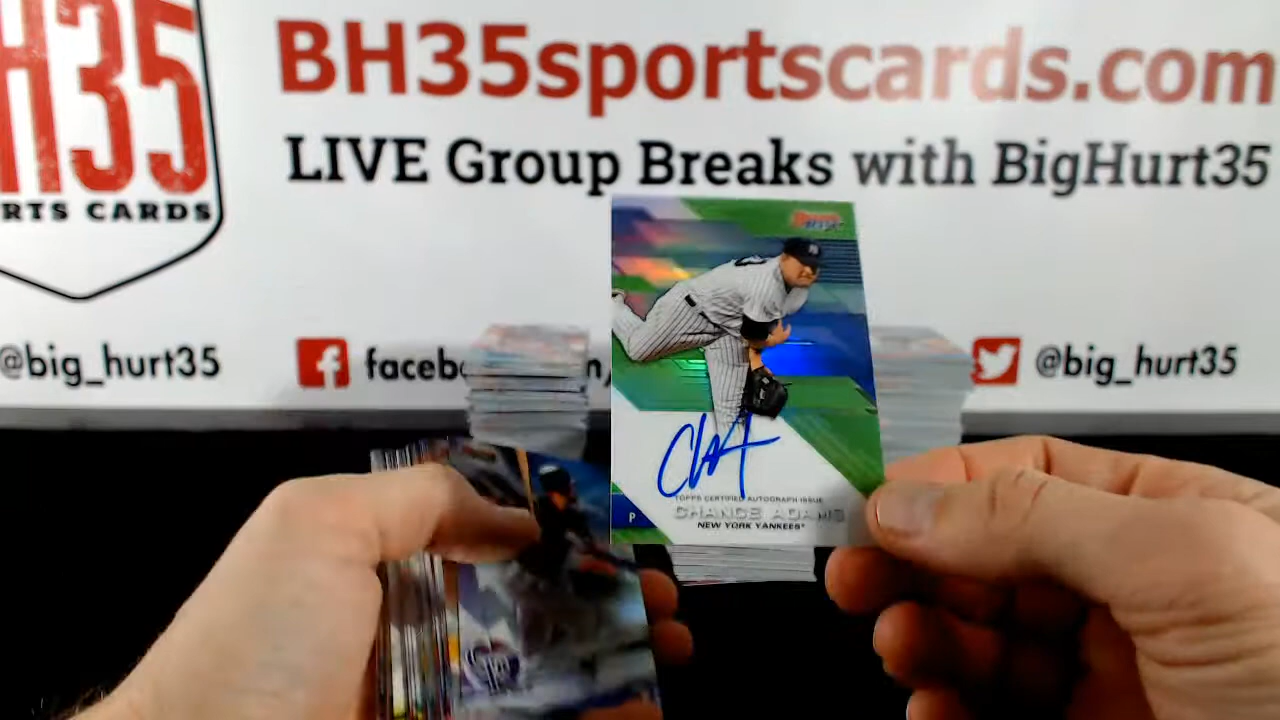 H35
RTS CARDS
BH35sportscards.com
LIVE Group Breaks with BigHurt35
@big_hurt35
f
faceb
@big_hurt35
TOPPS CERTIFIED AUTOGRAPH ISSUE
P
CHANCE ADAMS
NEW YORK YANKEES